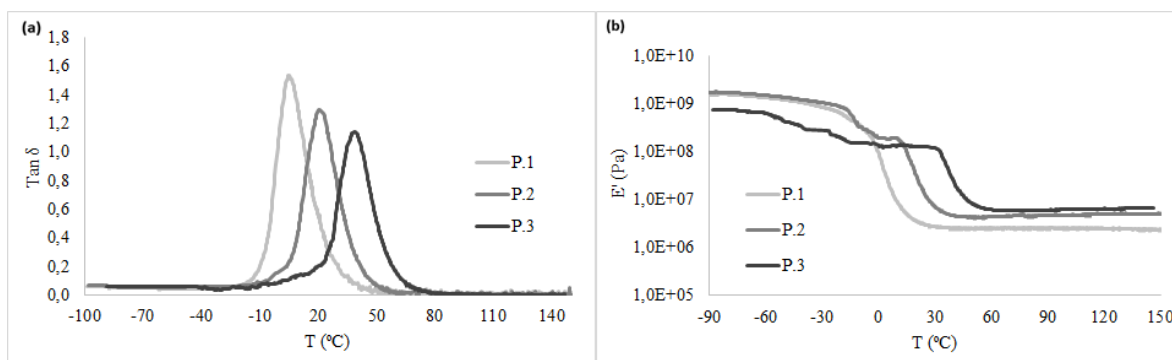 (a)
1,8
1,6
1,4
1,2
1,0
0,8
0,6
0,4
0,2
0,0
Tan δ
-100 -70 -40 -10 20 50 80 110 140
T (ºC)
P.1
P.2
P.3
(b)
1,0E+10
1,0E+09
1,0E+08
1,0E+07
1,0E+06
1,0E+05
E' (Pa)
-90 -60 -30 0 30 60 90 120 150
T (ºC)
P.1
P.2
P.3